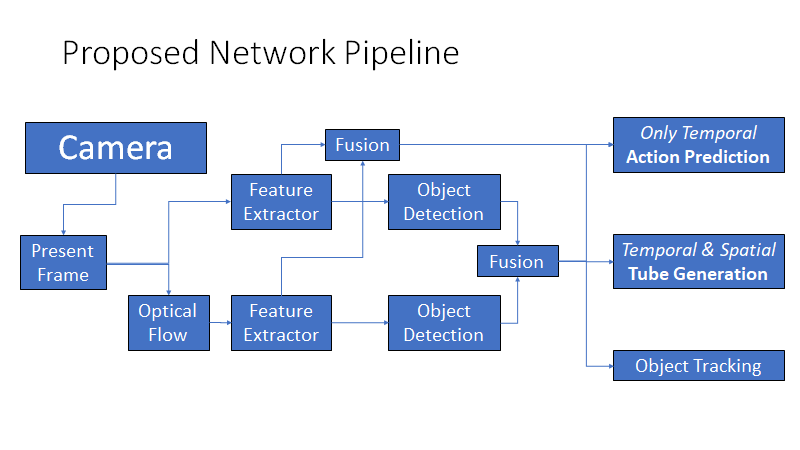 Proposed Network Pipeline
Camera
Fusion
Only Temporal
Action Prediction
Feature
Extractor
Object
Detection
Present
Frame
Fusion
Temporal & Spatial
Tube Generation
Optical
Flow
Feature
Extractor
Object
Detection
Object Tracking